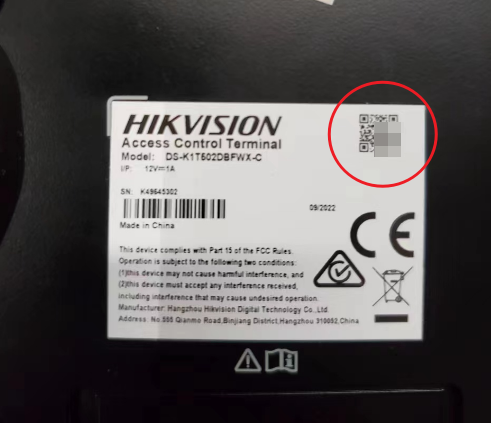 HIKVISION
Access Control Terminal
Model: DS-K1T502DBFWX-C
I/P: 12V⎓1A
SN: K49645302
09/2022
Made in China
This device complies with Part 15 of the FCC Rules.
Operation is subject to the following two conditions:
(1)this device may not cause harmful interference, and
(2)this device must accept any interference received,
including interference that may cause undesired operation
Manufacturer: Hangzhou Hikvision Digital Technology Co.,Ltd.
Address: No.555 Qianmo Road,Binjiang District,Hangzhou 310052,China
CE